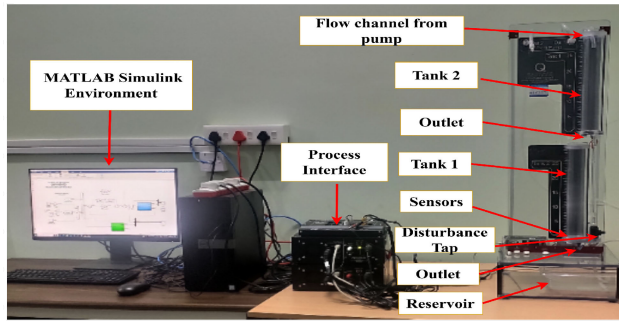 Flow channel from
pump
MATLAB Simulink
Environment
Tank 2
Outlet
Process
Interface
Tank 1
Sensors
Disturbance
Tap
Outlet
Reservoir